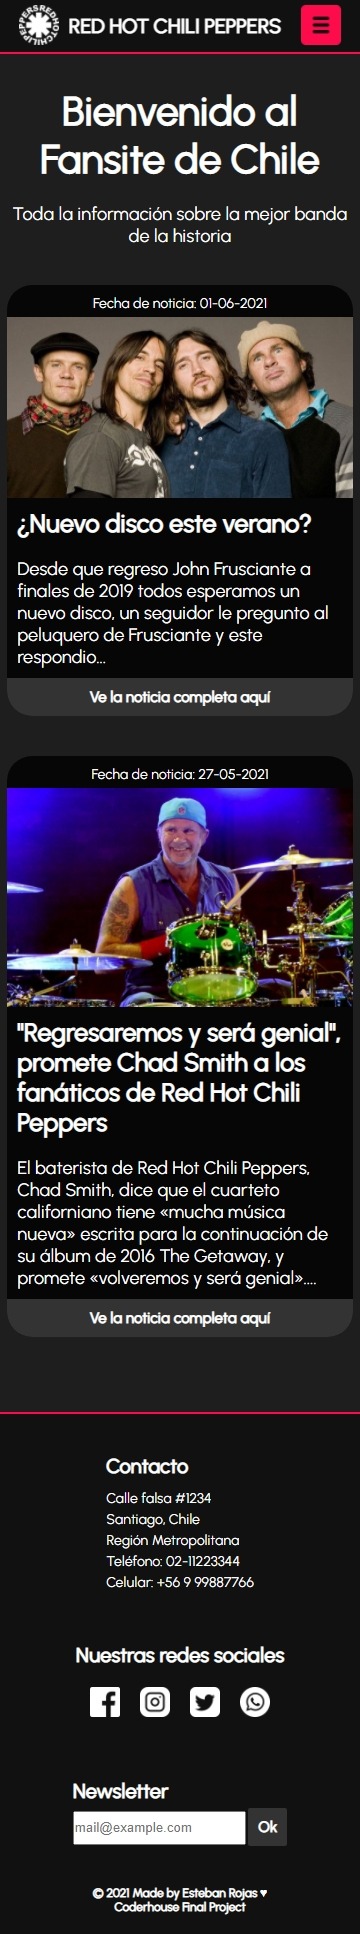 RED HOT CHILI PEPPERS
Bienvenido al
Fansite de Chile
Toda la información sobre la mejor banda
de la historia
Fecha de noticia: 01-06-2021
¿Nuevo disco este verano?
Desde que regreso John Frusciante a
finales de 2019 todos esperamos un
nuevo disco, un seguidor le pregunto al
peluquero de Frusciante y este
respondio...
Ve la noticia completa aquí
Fecha de noticia: 27-05-2021
"Regresaremos y será genial",
promete Chad Smith a los
fanáticos de Red Hot Chili
Peppers
El baterista de Red Hot Chili Peppers,
Chad Smith, dice que el cuarteto
californiano tiene «mucha música
nueva» escrita para la continuación de
su álbum de 2016 The Getaway, y
promete «volveremos y será genial»....
Ve la noticia completa aquí
Contacto
Calle falsa #1234
Santiago, Chile
Región Metropolitana
Teléfono: 02-11223344
Celular: +56 9 99887766
Nuestras redes sociales
Newsletter
mail@example.com Ok
© 2021 Made by Esteban Rojas ♥
Coderhouse Final Project